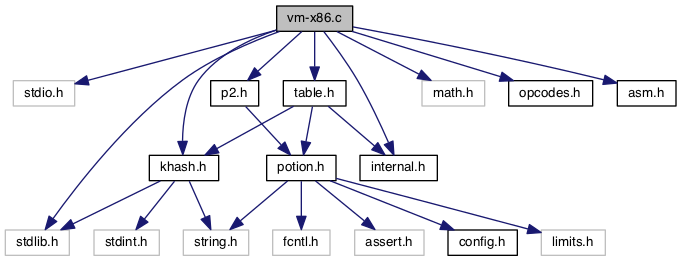 vm-x86.c
stdio.h
p2.h
table.h
math.h
opcodes.h
asm.h
khash.h
potion.h
internal.h
stdlib.h
stdint.h
string.h
fcntl.h
assert.h
config.h
limits.h